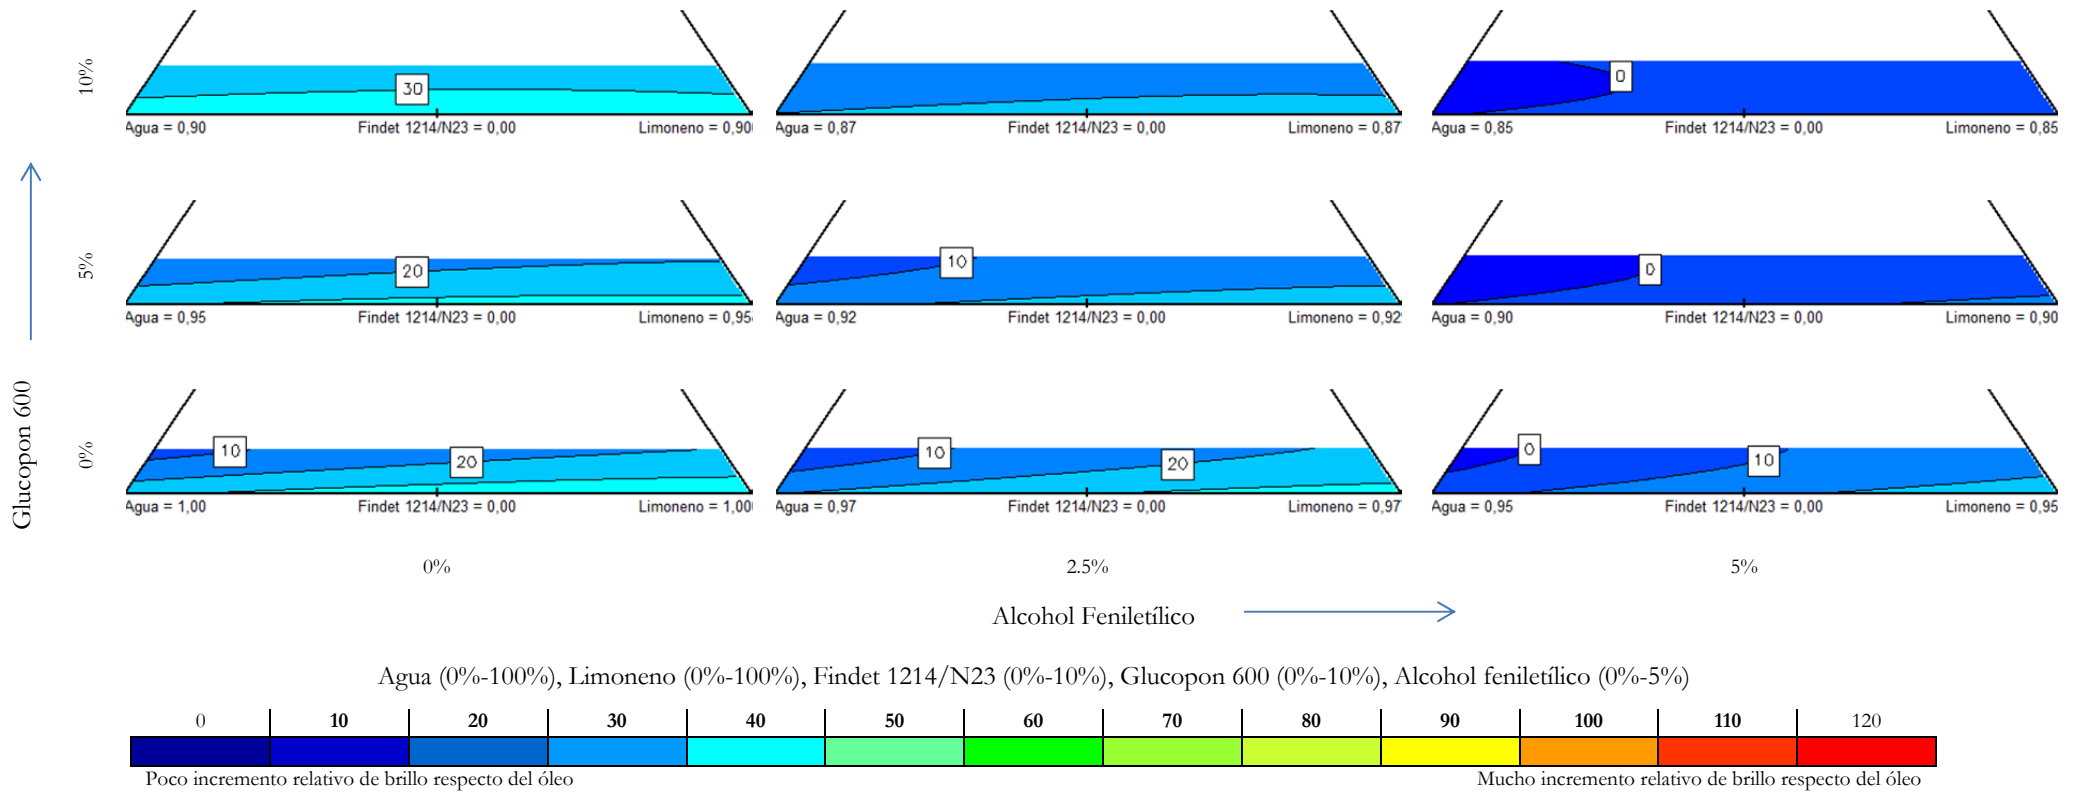 10%
30
0
Agua = 0,90 Findet 1214/N23 = 0,00 Limoneno = 0,90
Agua = 0,87 Findet 1214/N23 = 0,00 Limoneno = 0,87
Agua = 0,85 Findet 1214/N23 = 0,00 Limoneno = 0,85
5%
20
10
0
Agua = 0,95 Findet 1214/N23 = 0,00 Limoneno = 0,95
Agua = 0,92 Findet 1214/N23 = 0,00 Limoneno = 0,92
Agua = 0,90 Findet 1214/N23 = 0,00 Limoneno = 0,90
Glucopon 600
0%
10
20
10
20
0
10
Agua = 1,00 Findet 1214/N23 = 0,00 Limoneno = 1,00
Agua = 0,97 Findet 1214/N23 = 0,00 Limoneno = 0,97
Agua = 0,95 Findet 1214/N23 = 0,00 Limoneno = 0,95
0% 2.5% 5%
Alcohol Feniletílico
Agua (0%-100%), Limoneno (0%-100%), Findet 1214/N23 (0%-10%), Glucopon 600 (0%-10%), Alcohol feniletílico (0%-5%)
0 10 20 30 40 50 60 70 80 90 100 110 120
Poco incremento relativo de brillo respecto del óleo
Mucho incremento relativo de brillo respecto del óleo